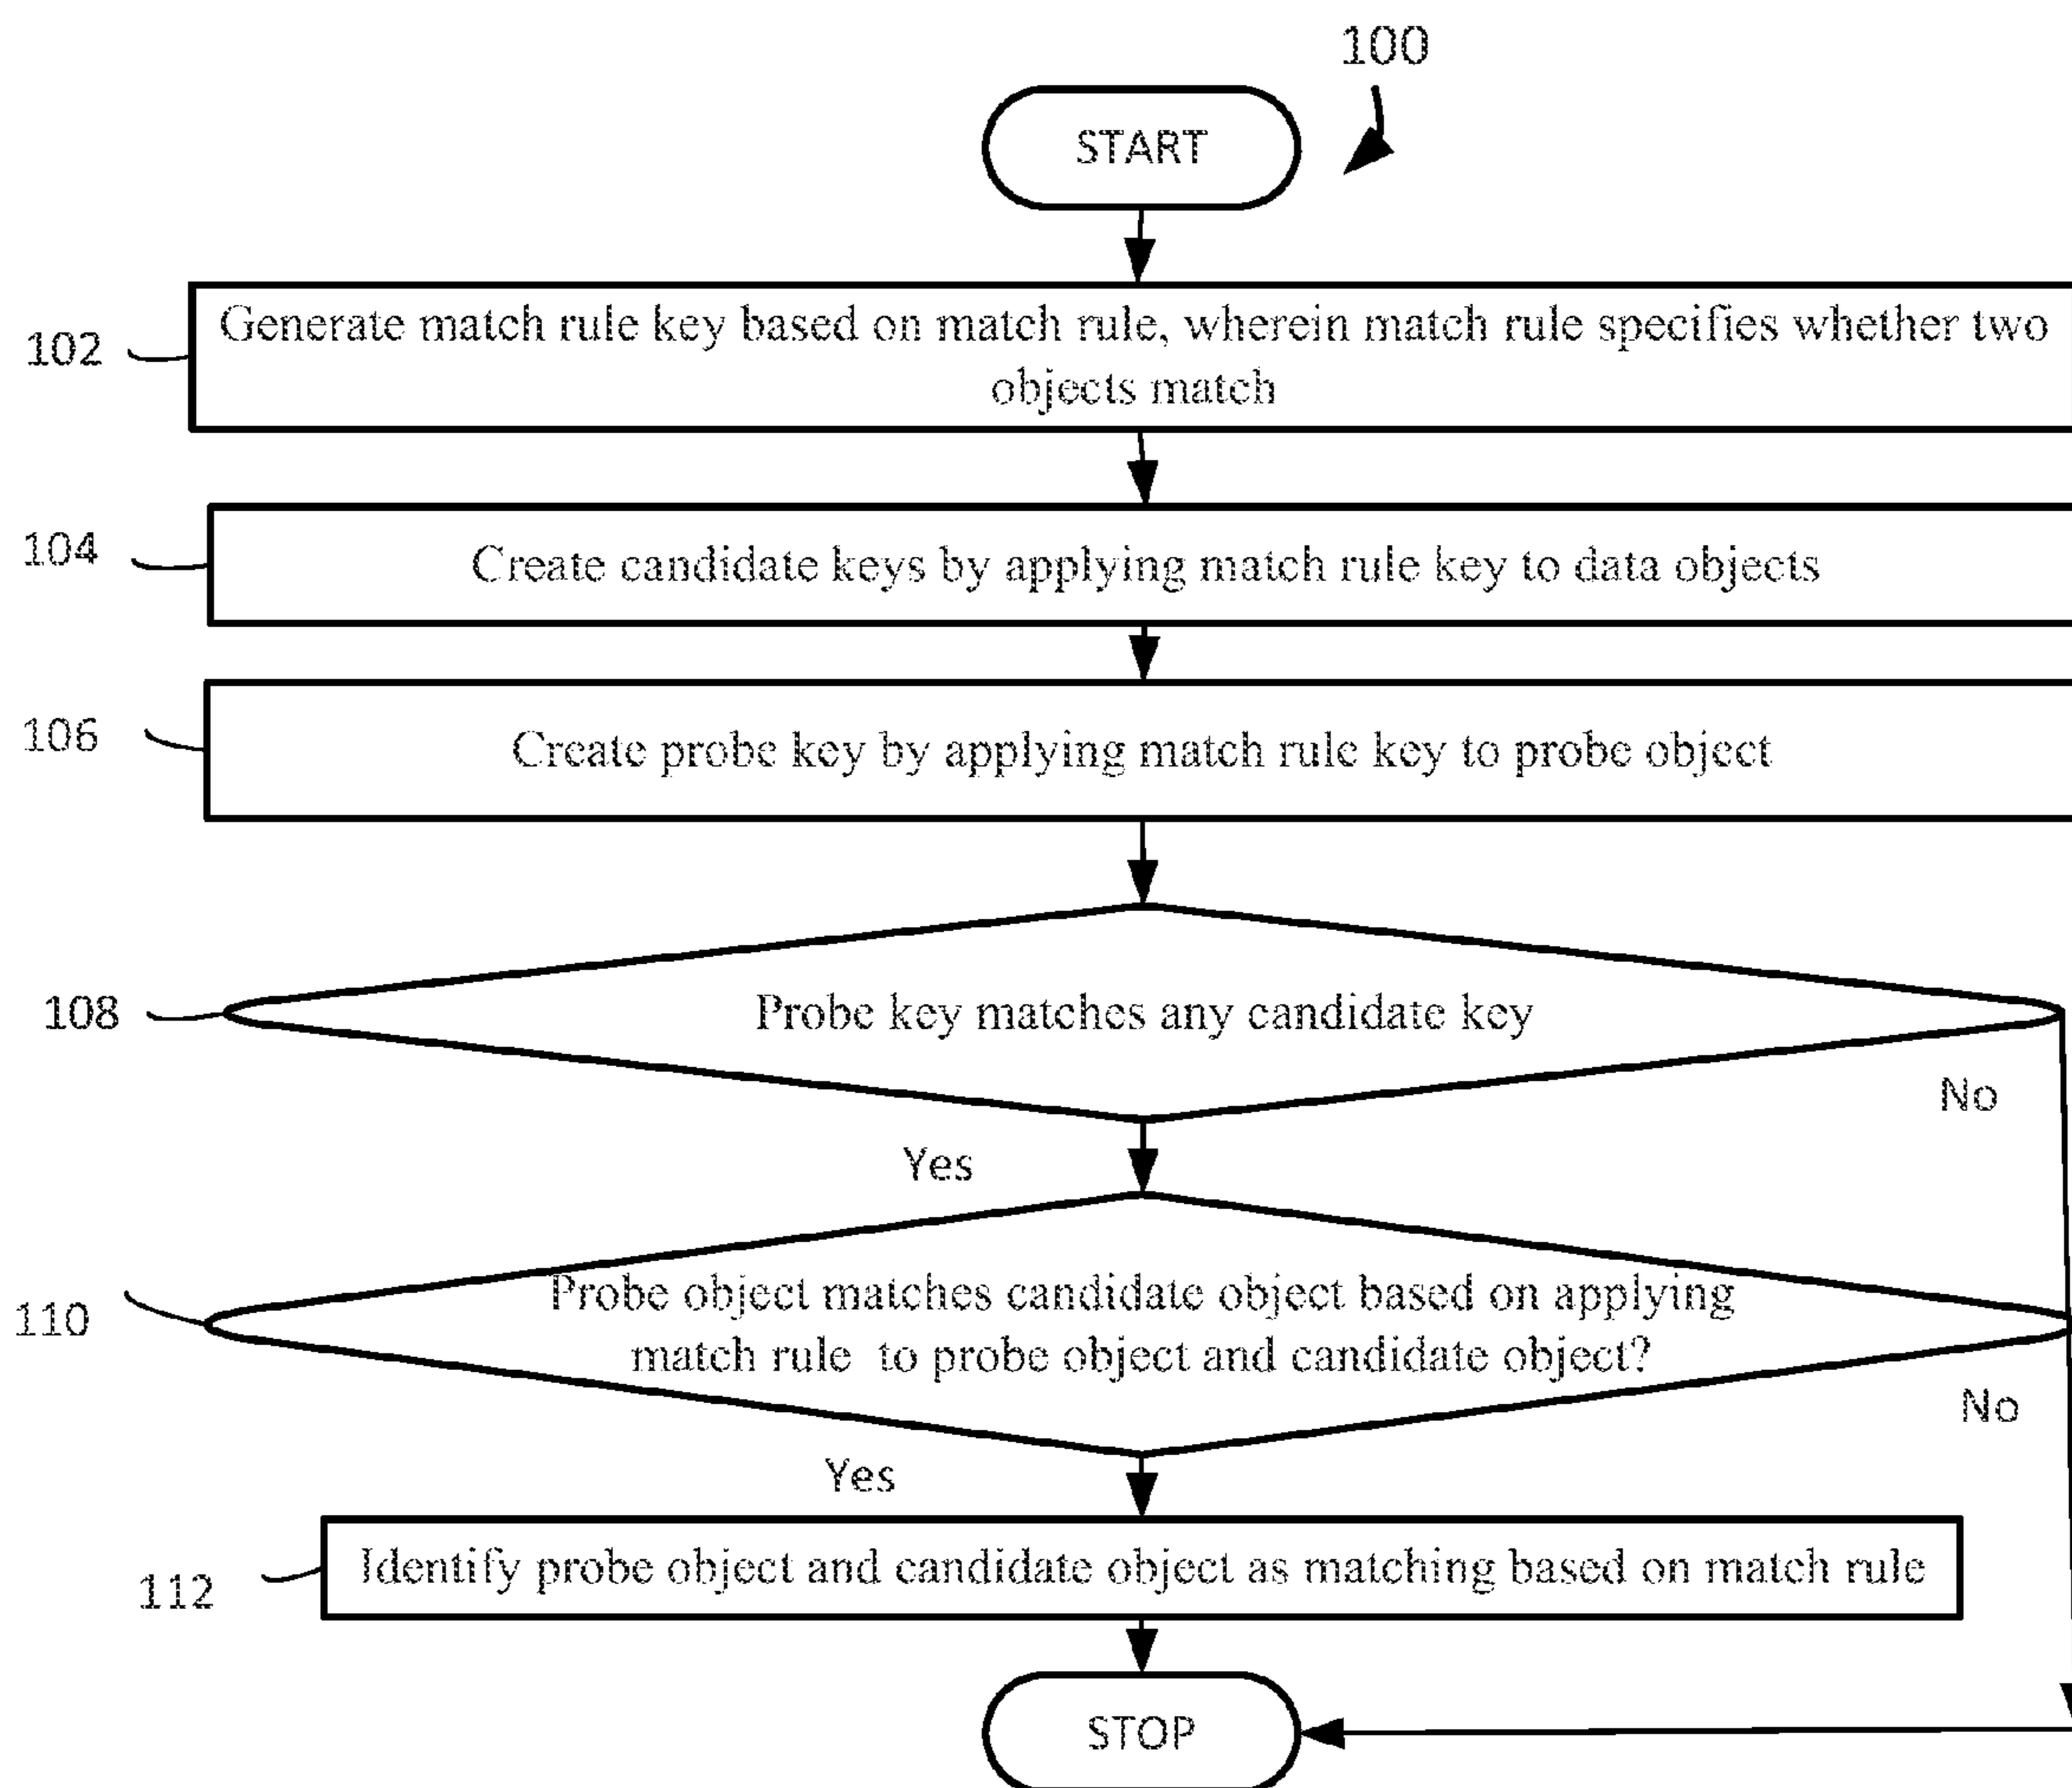 100
START
102
Generate match rule key based on match rule, wherein match rule specifies whether two
objects match
104
Create candidate keys by applying match rule key to data objects
106
Create probe key by applying match rule key to probe object
108
Probe key matches any candidate key
No
Yes
110
Probe object matches candidate object based on applying
match rule to probe object and candidate object?
No
Yes
112
Identify probe object and candidate object as matching based on match rule
STOP